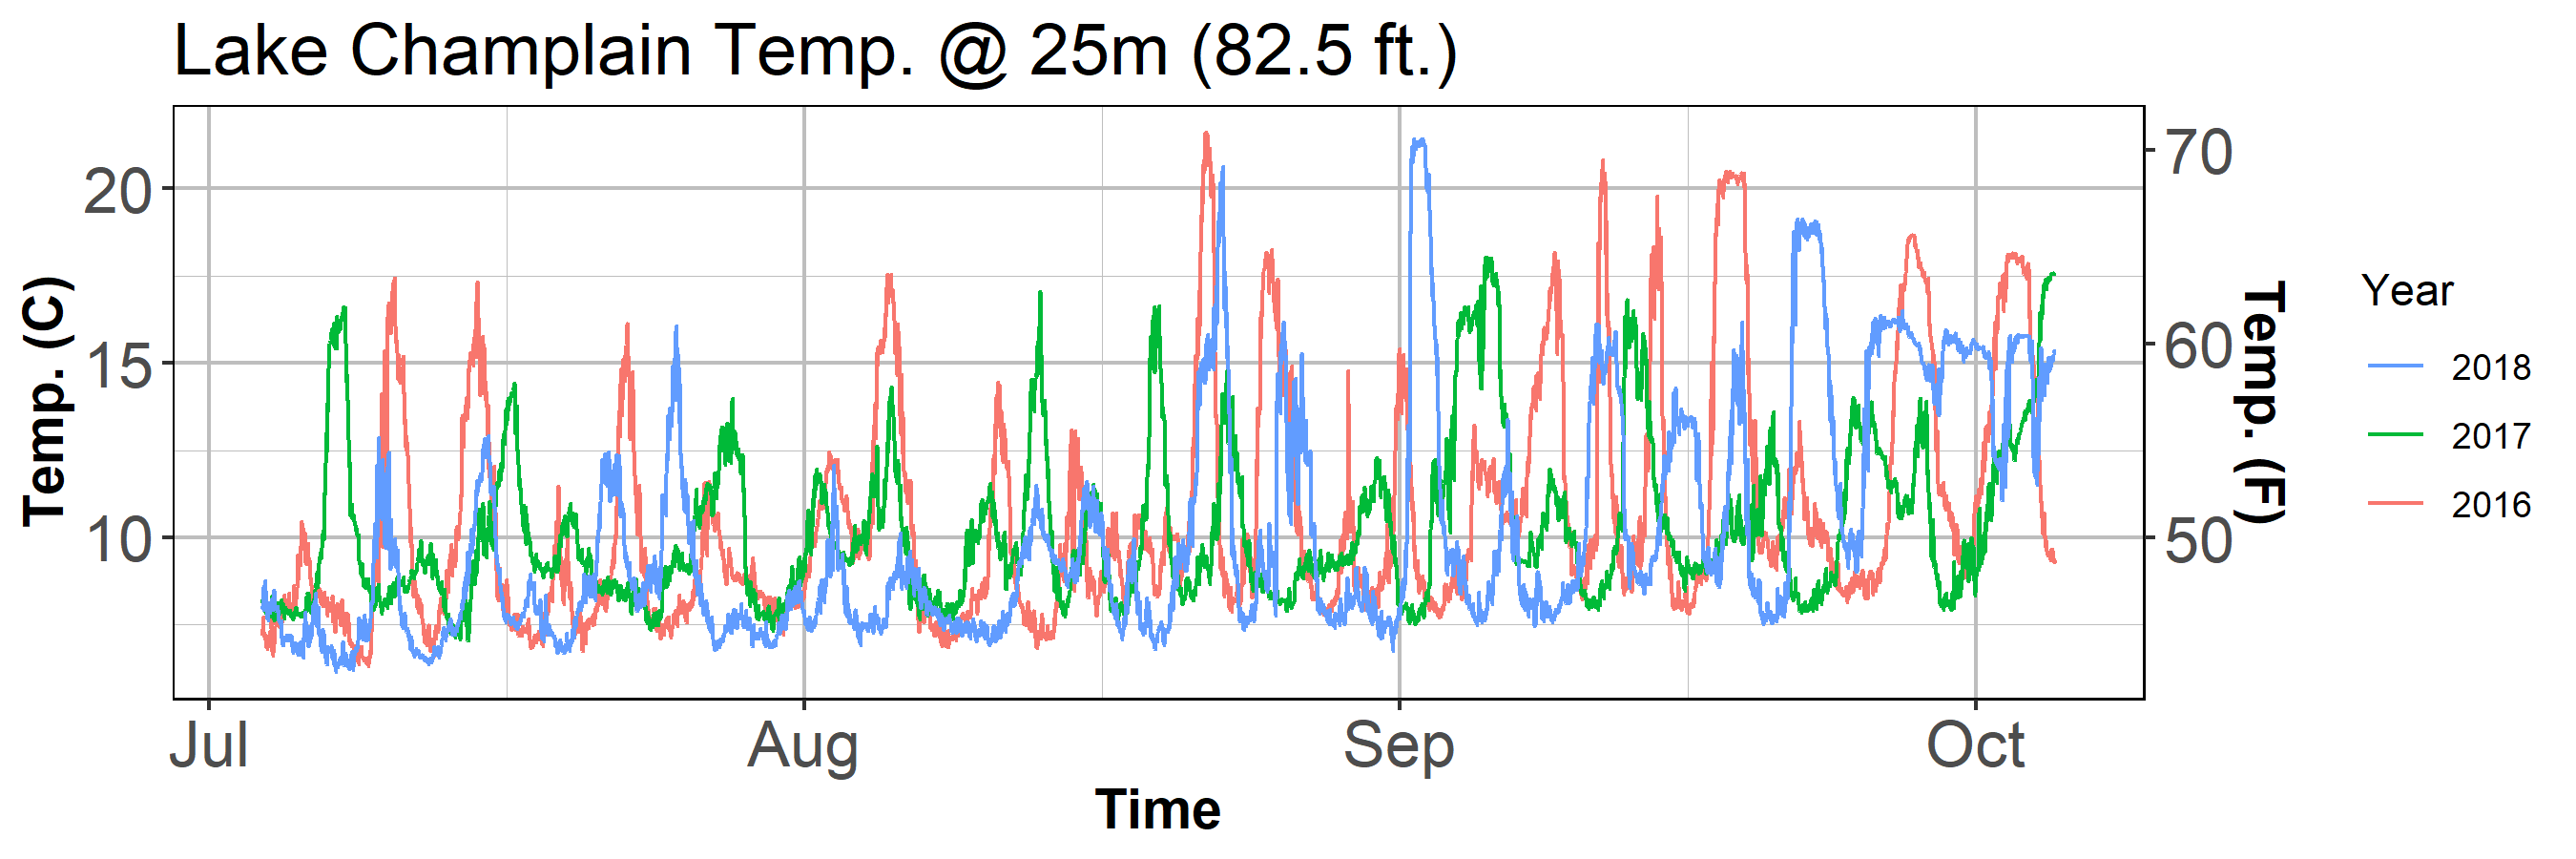 Lake Champlain Temp. @ 25m (82.5 ft.)
Temp. (C)
20
15
10
70
60
50
Temp. (F)
Jul Aug Sep Oct
Time
Year
2018
2017
2016